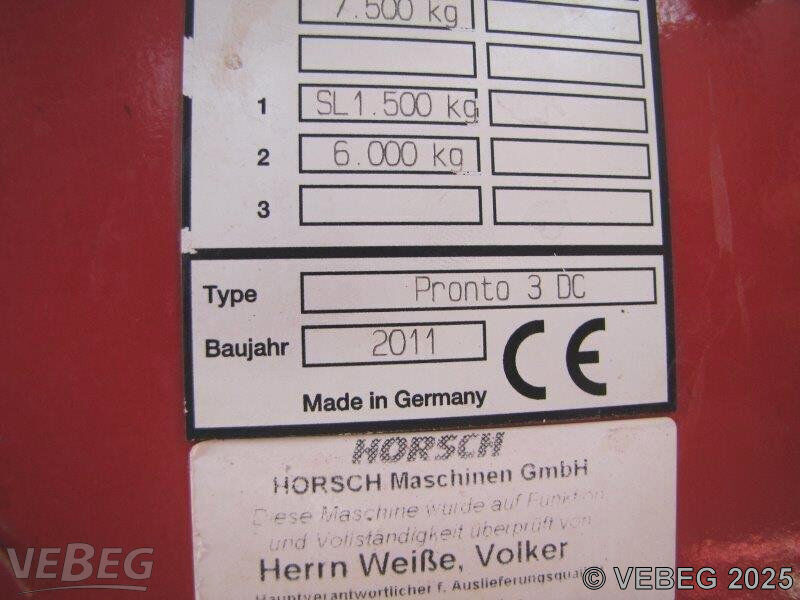 7.500 kg
1 SL1.500 kg
2 6.000 kg
3
Type Pronto 3 DC
Baujahr 2011 CE
Made in Germany
HORSCH
HORSCH Maschinen GmbH
Diese Maschine wurde auf Funktion
und Vollständigkeit überprüft von
Herrn Weiße, Volker
Hauptverantwortlicher f. Auslieferungsquali
VEBEG
© VEBEG 2025